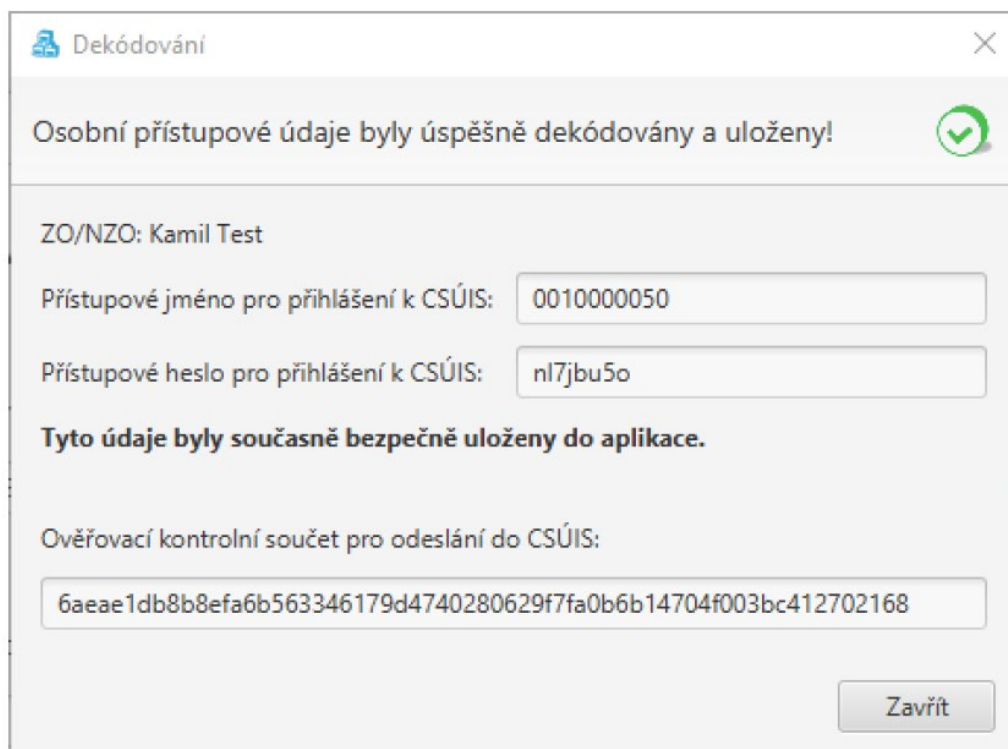 Dekódování
Osobní přístupové údaje byly úspěšně dekódovány a uloženy!
ZO/NZO: Kamil Test
Přístupové jméno pro přihlášení k CSÚIS: 0010000050
Přístupové heslo pro přihlášení k CSÚIS: nl7jbu5o
Tyto údaje byly současně bezpečně uloženy do aplikace.
Ověřovací kontrolní součet pro odeslání do CSÚIS:
6aeae1db8b8efa6b563346179d4740280629f7fa0b6b14704f003bc412702168
Zavřít